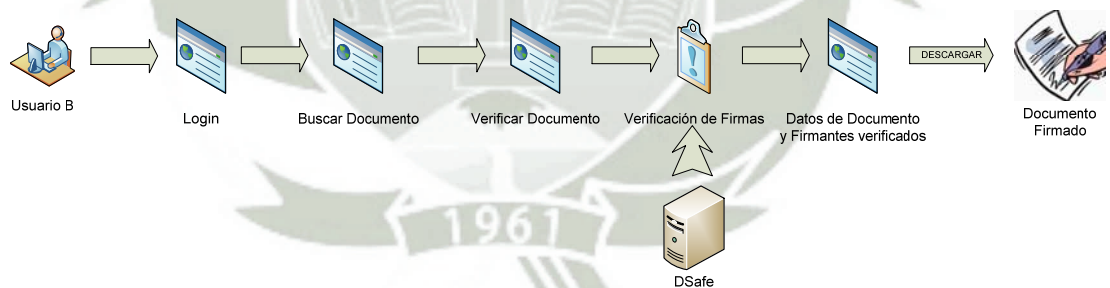 Usuario B
Login
Buscar Documento
Verificar Documento
Verificación de Firmas
Datos de Documento
y Firmantes verificados
DESCARGAR
Documento
Firmado
DSafe
1961